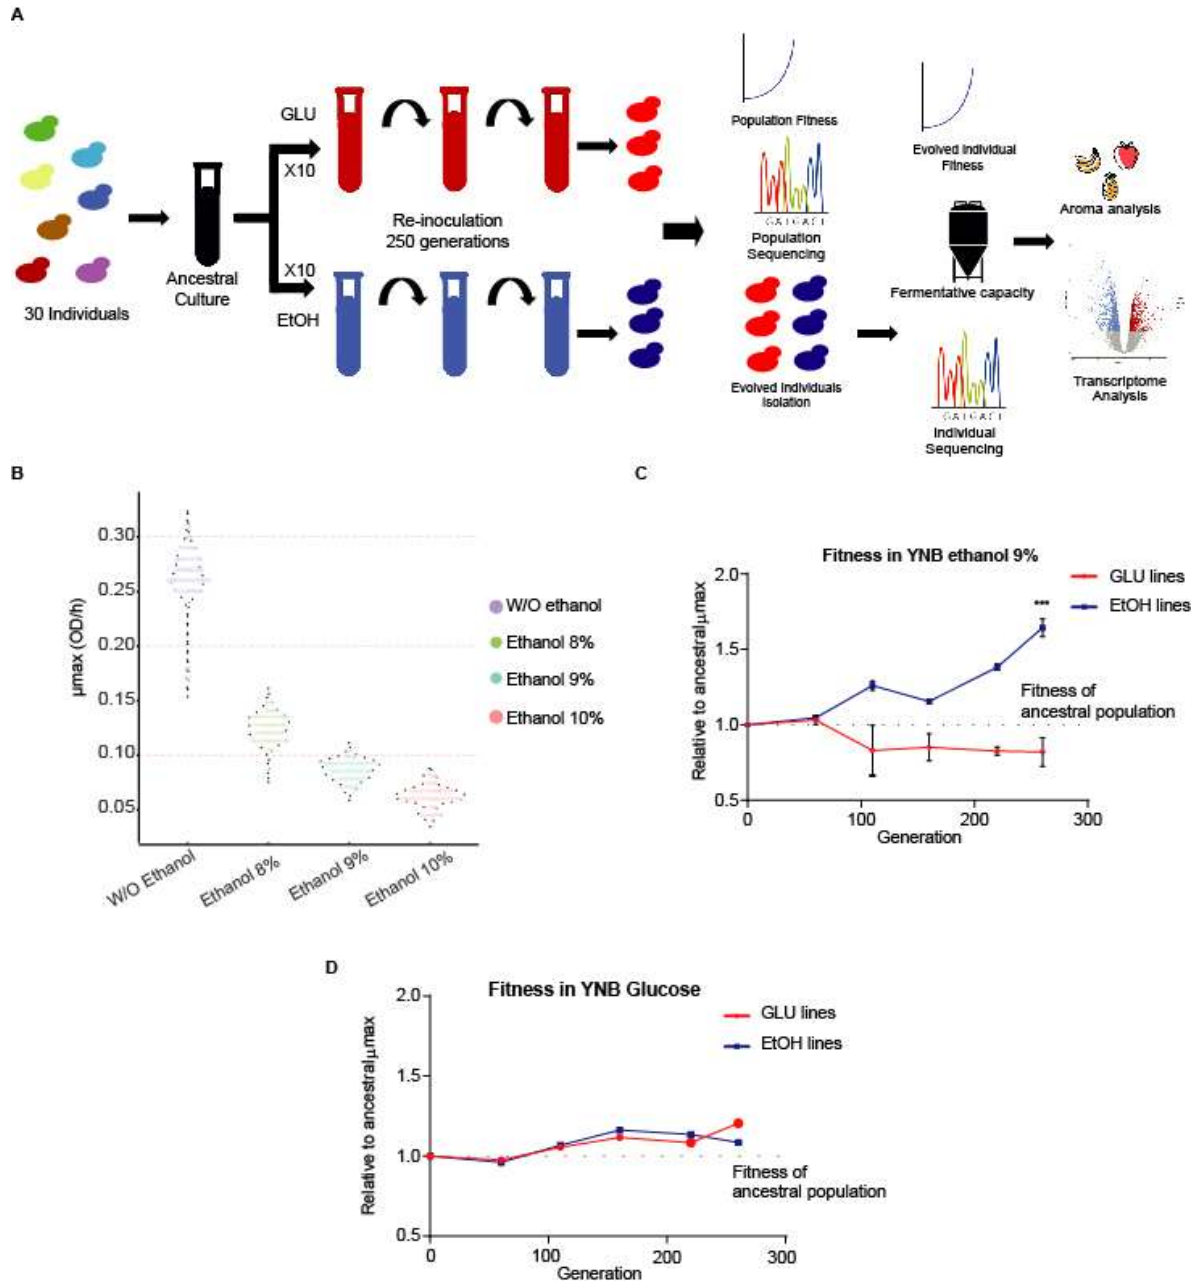 A
30 Individuals
Ancestral
Culture
GLU
X10
X10
EtOH
Re-inoculation
250 generations
Population Fitness
G A T G A C T
Population
Sequencing
Evolved Individuals
Isolation
Evolved Individual
Fitness
Fermentative capacity
G A T G A C T
Individual
Sequencing
Aroma analysis
Transcriptome
Analysis
B
µmax (OD/h)
0.30
0.25
0.20
0.15
0.10
0.05
W/O Ethanol
Ethanol 8%
Ethanol 9%
Ethanol 10%
W/O ethanol
Ethanol 8%
Ethanol 9%
Ethanol 10%
C
Fitness in YNB ethanol 9%
GLU lines
EtOH lines
Relative to ancestral µmax
2.0
1.5
1.0
0.5
***
Fitness of
ancestral population
0
100
200
300
Generation
D
Fitness in YNB Glucose
GLU lines
EtOH lines
Relative to ancestral µmax
2.0
1.5
1.0
0.5
Fitness of
ancestral population
0
100
200
300
Generation